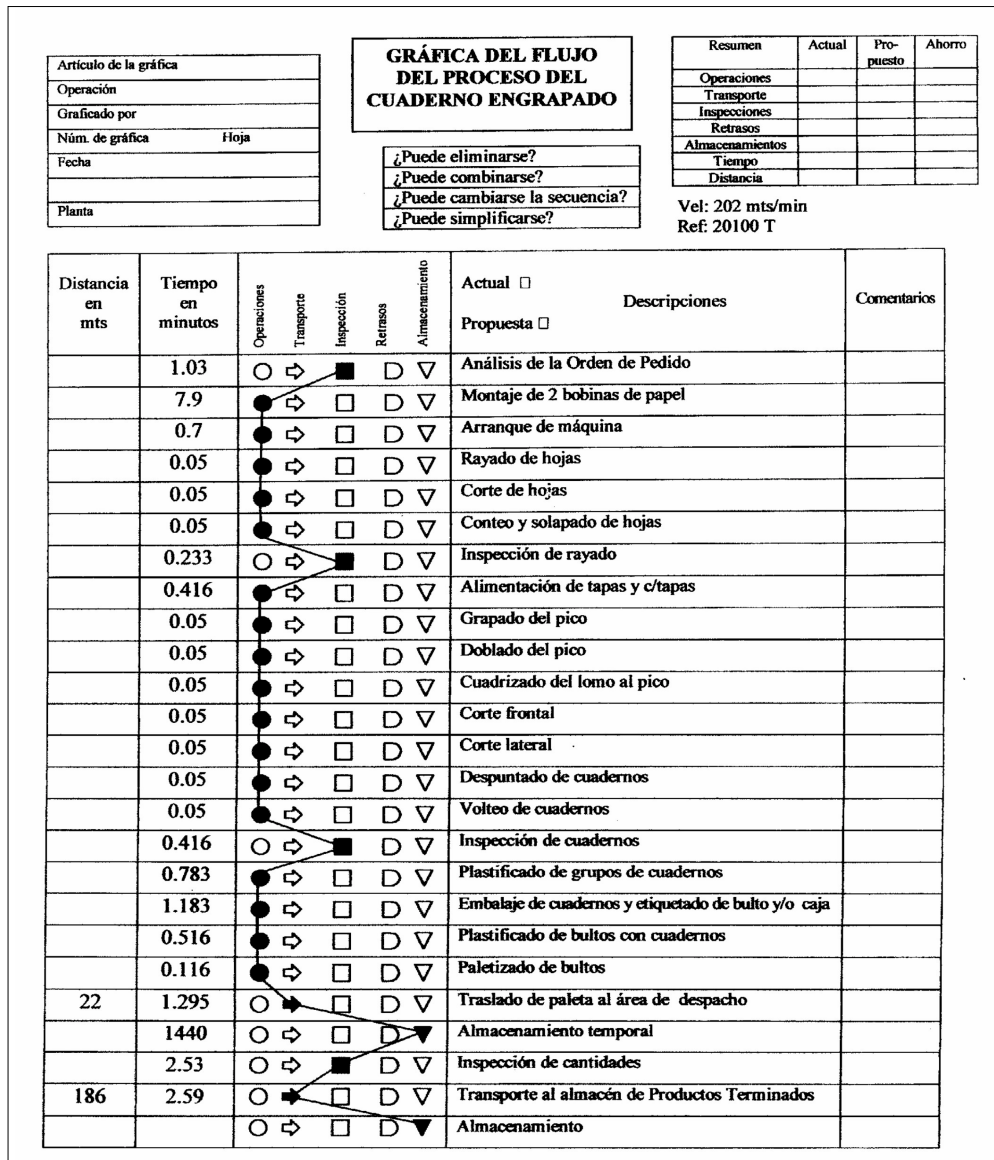 Artículo de la gráfica
Operación
Graficado por
Núm. de gráfica Hoja
Fecha
Planta
GRÁFICA DEL FLUJO
DEL PROCESO DEL
CUADERNO ENGRAPADO
¿Puede eliminarse?
¿Puede combinarse?
¿Puede cambiarse la secuencia?
¿Puede simplificarse?
Resumen Actual Pro- Ahorro
puesto
Operaciones
Transporte
Inspecciones
Retrasos
Almacenamientos
Tiempo
Distancia
Vel: 202 mts/min
Ref: 20100 T
Distancia
en
mts
Tiempo
en
minutos
Operaciones
Transporte
Inspección
Retrasos
Almacenamiento
Actual
Descripciones
Propuesta
Comentarios
1.03 Análisis de la Orden de Pedido
7.9 Montaje de 2 bobinas de papel
0.7 Arranque de máquina
0.05 Rayado de hojas
0.05 Corte de hojas
0.05 Conteo y solapado de hojas
0.233 Inspección de rayado
0.416 Alimentación de tapas y c/tapas
0.05 Grapado del pico
0.05 Doblado del pico
0.05 Cuadrizado del lomo al pico
0.05 Corte frontal
0.05 Corte lateral
0.05 Despuntado de cuadernos
0.05 Volteo de cuadernos
0.416 Inspección de cuadernos
0.783 Plastificado de grupos de cuadernos
1.183 Embalaje de cuadernos y etiquetado de bulto y/o caja
0.516 Plastificado de bultos con cuadernos
0.116 Paletizado de bultos
22 1.295 Traslado de paleta al área de despacho
1440 Almacenamiento temporal
2.53 Inspección de cantidades
186 2.59 Transporte al almacén de Productos Terminados
Almacenamiento